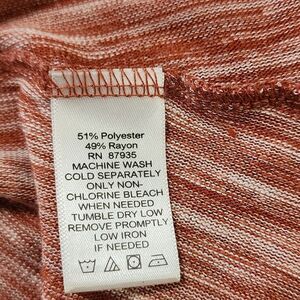 51% Polyester
49% Rayon
RN 87935
MACHINE WASH
COLD SEPARATELY
ONLY NON-
CHLORINE BLEACH
WHEN NEEDED
TUMBLE DRY LOW
REMOVE PROMPTLY
LOW IRON
IF NEEDED